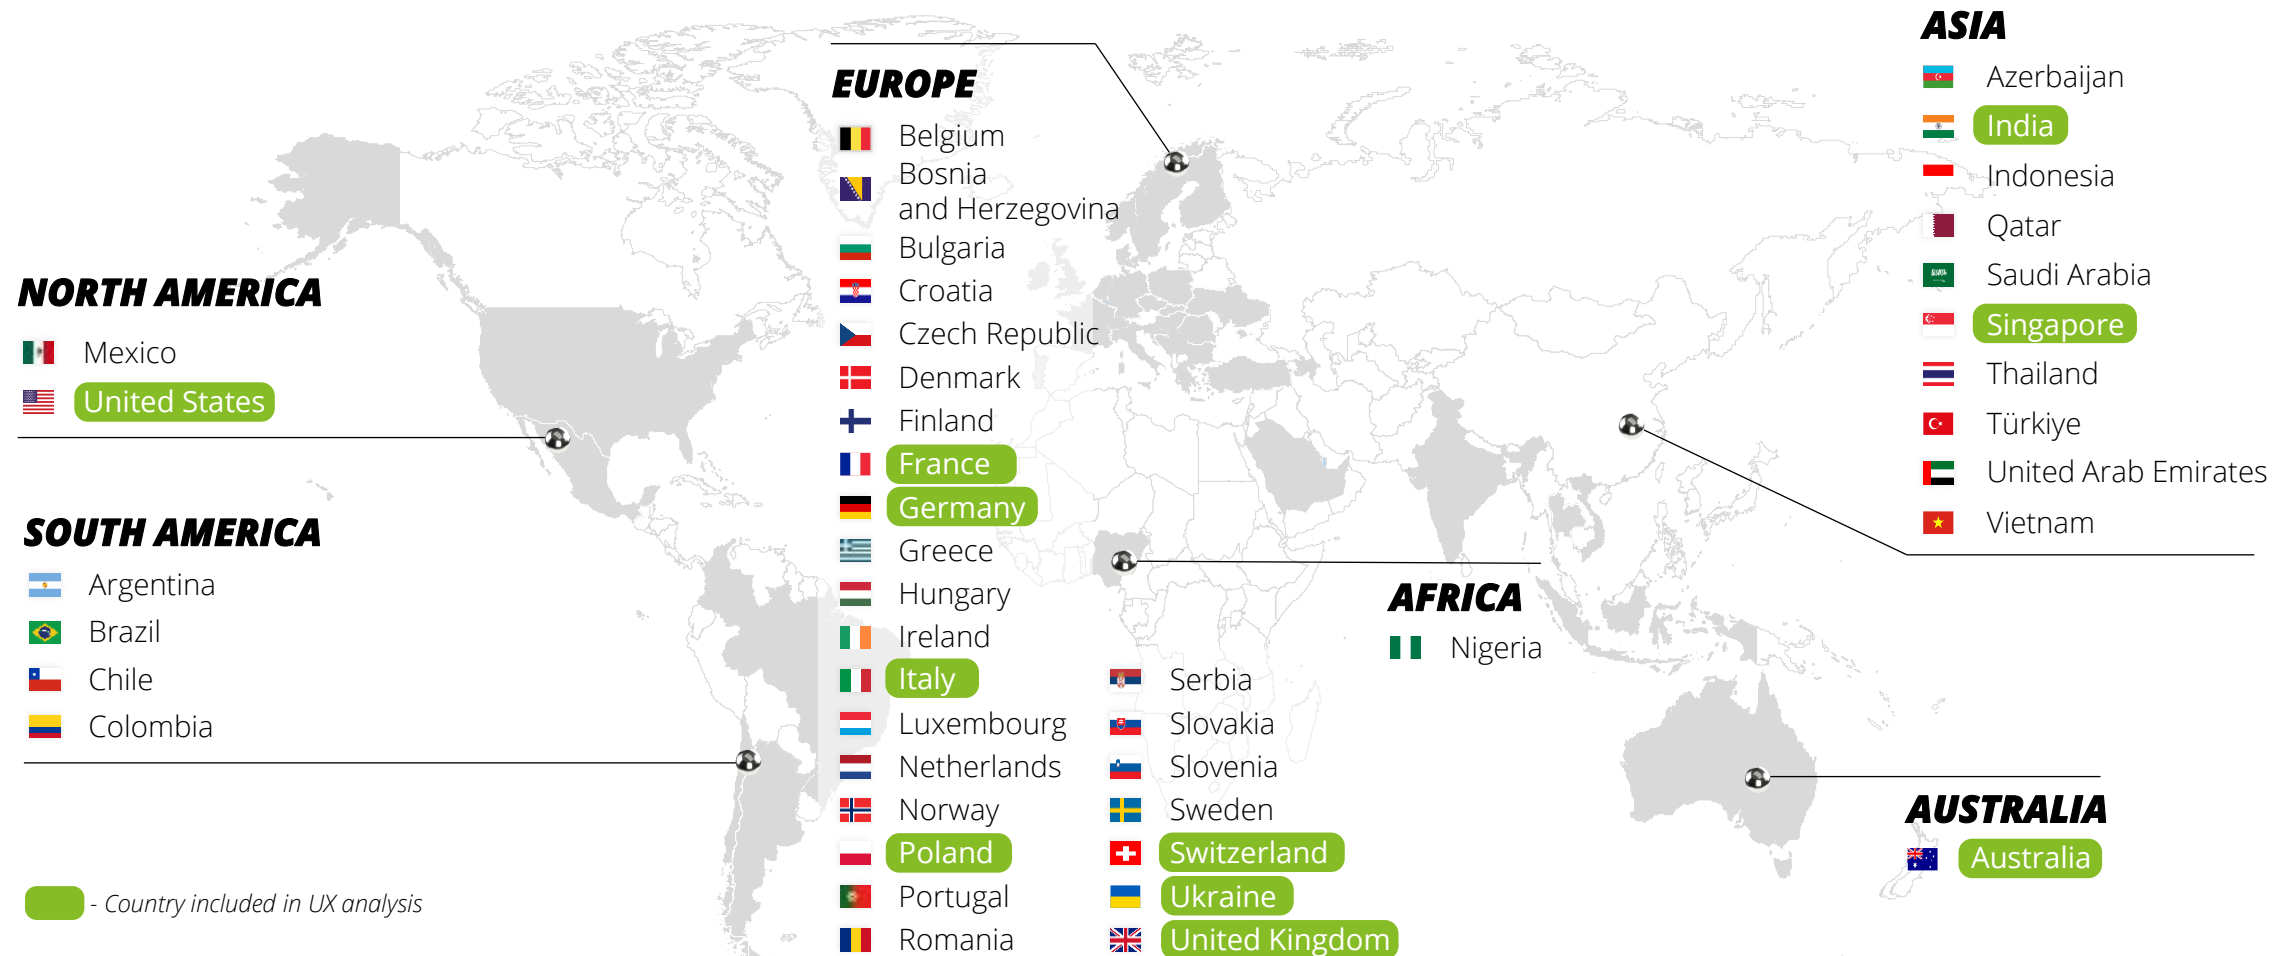 NORTH AMERICA
Mexico
United States
SOUTH AMERICA
Argentina
Brazil
Chile
Colombia
- Country included in UX analysis
EUROPE
Belgium
Bosnia
and Herzegovina
Bulgaria
Croatia
Czech Republic
Denmark
Finland
France
Germany
Greece
Hungary
Ireland
Italy
Luxembourg
Netherlands
Norway
Poland
Portugal
Romania
Serbia
Slovakia
Slovenia
Sweden
Switzerland
Ukraine
United Kingdom
AFRICA
Nigeria
ASIA
Azerbaijan
India
Indonesia
Qatar
Saudi Arabia
Singapore
Thailand
Türkiye
United Arab Emirates
Vietnam
AUSTRALIA
Australia